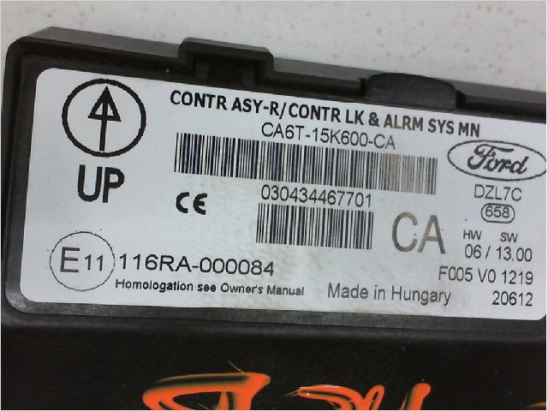 CONTR ASY-R/CONTR LK & ALRM SYS MN
CA6T-15K600-CA
Ford
UP
CE
030434467701
DZL7C
658
CA
HW SW
06 / 13.00
E11 116RA-000084
F005 V0 1219
Homologation see Owner's Manual
Made in Hungary
20612